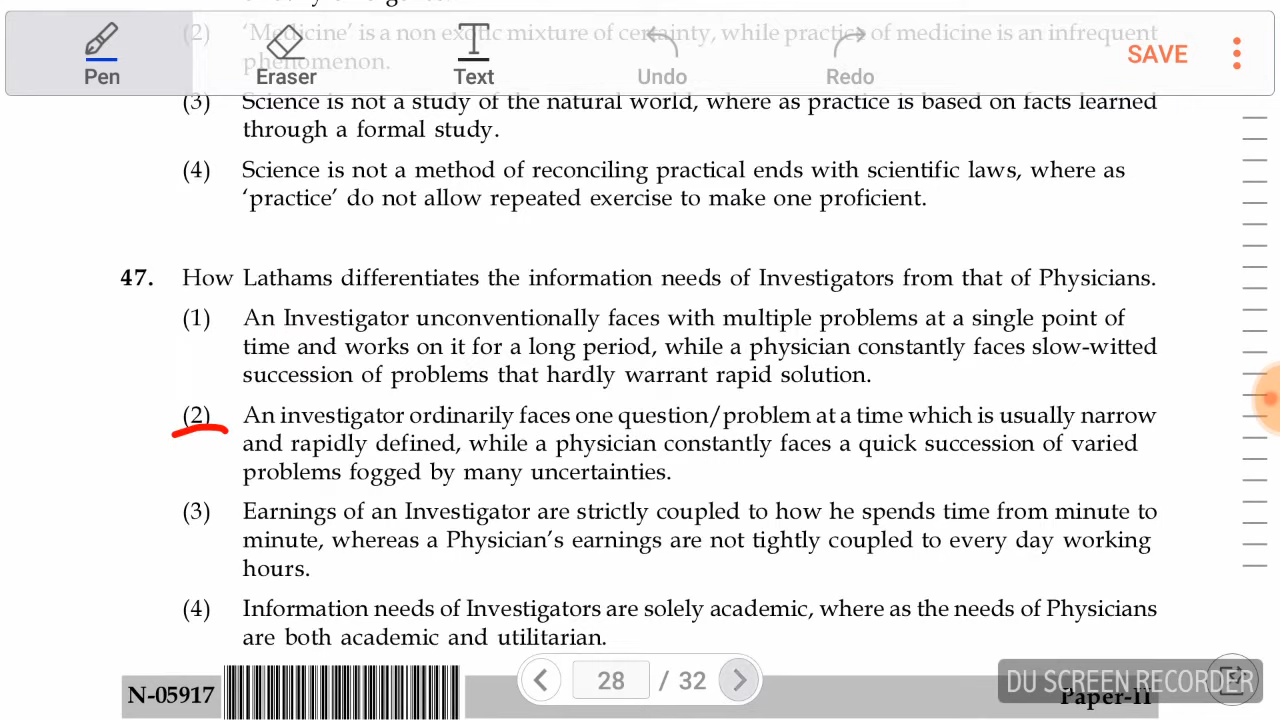 (2) 'Medicine' is a non exotic mixture of certainty, while practice of medicine is an infrequent
phenomenon.
Pen
Eraser
Text
Undo
Redo
SAVE
(3) Science is not a study of the natural world, where as practice is based on facts learned
through a formal study.
(4) Science is not a method of reconciling practical ends with scientific laws, where as
'practice' do not allow repeated exercise to make one proficient.
47. How Lathams differentiates the information needs of Investigators from that of Physicians.
(1) An Investigator unconventionally faces with multiple problems at a single point of
time and works on it for a long period, while a physician constantly faces slow-witted
succession of problems that hardly warrant rapid solution.
(2) An investigator ordinarily faces one question/problem at a time which is usually narrow
and rapidly defined, while a physician constantly faces a quick succession of varied
problems fogged by many uncertainties.
(3) Earnings of an Investigator are strictly coupled to how he spends time from minute to
minute, whereas a Physician's earnings are not tightly coupled to every day working
hours.
(4) Information needs of Investigators are solely academic, where as the needs of Physicians
are both academic and utilitarian.
N-05917
28 / 32
DU SCREEN RECORDER
Paper-II